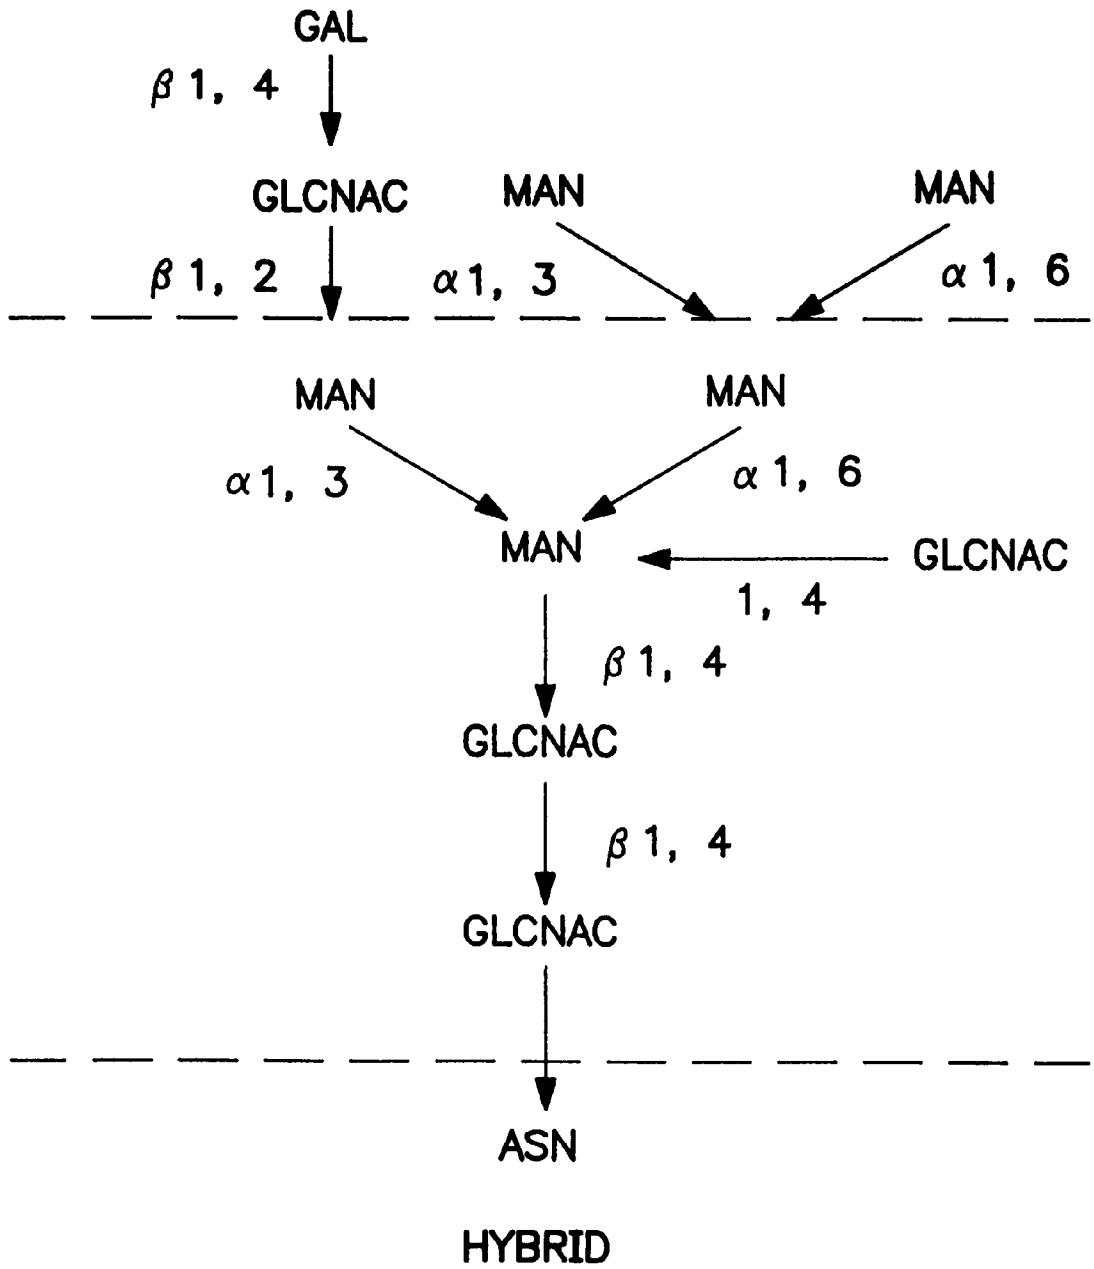 GAL
β 1, 4
GLCNAC
MAN
MAN
β 1, 2
α 1, 3
α 1, 6
MAN
MAN
α 1, 3
α 1, 6
MAN
GLCNAC
1, 4
β 1, 4
GLCNAC
β 1, 4
GLCNAC
ASN
HYBRID